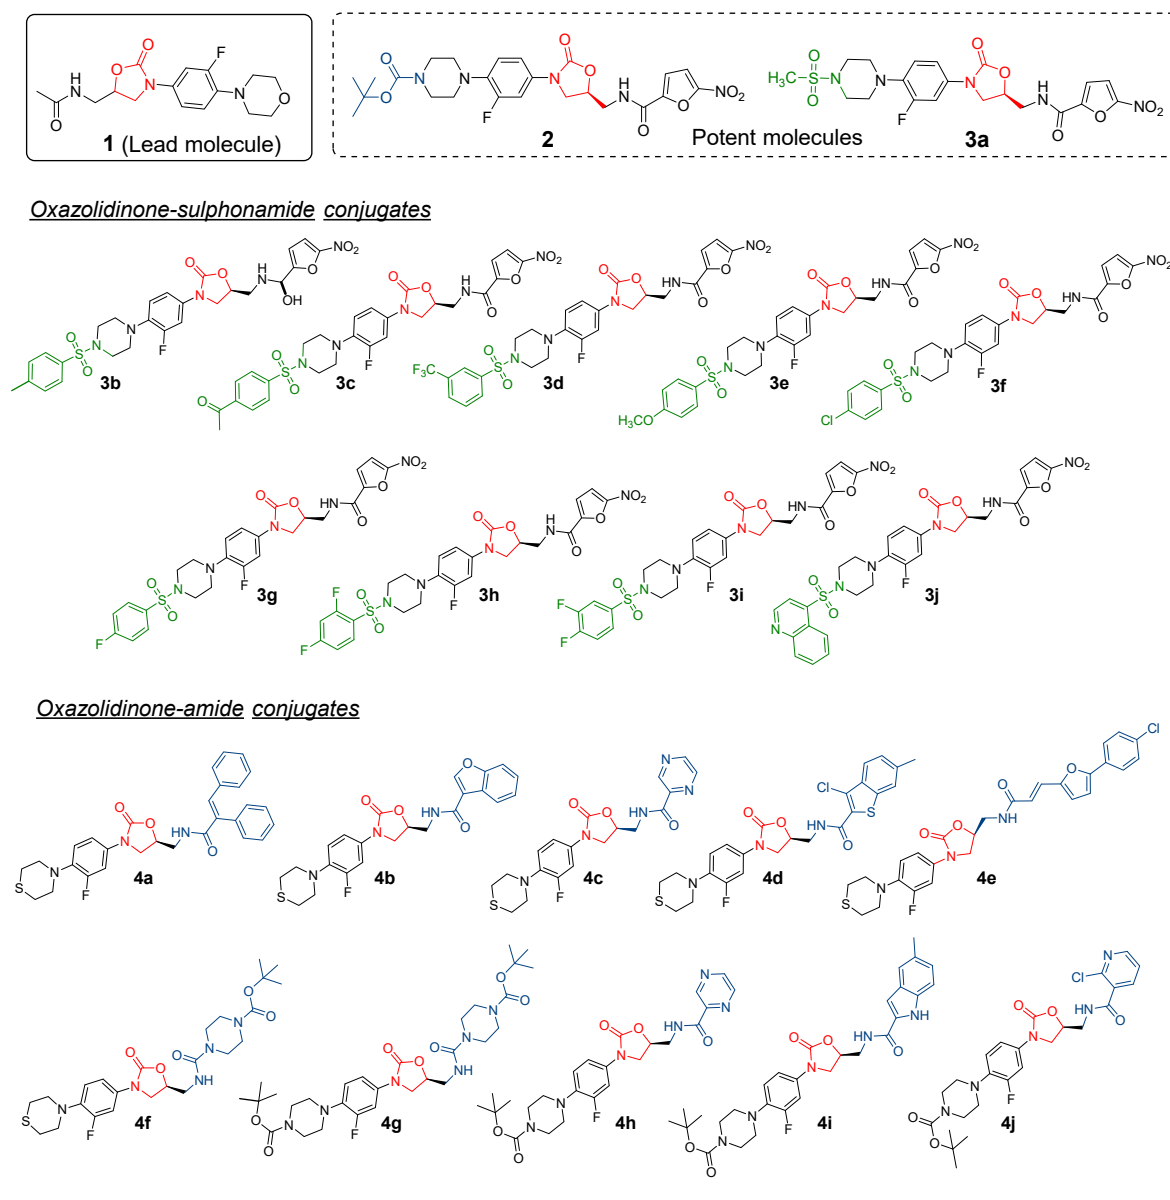 1 (Lead molecule)
2
Potent molecules
3a
Oxazolidinone-sulphonamide conjugates
3b
3c
3d
3e
3f
3g
3h
3i
3j
Oxazolidinone-amide conjugates
4a
4b
4c
4d
4e
4f
4g
4h
4i
4j